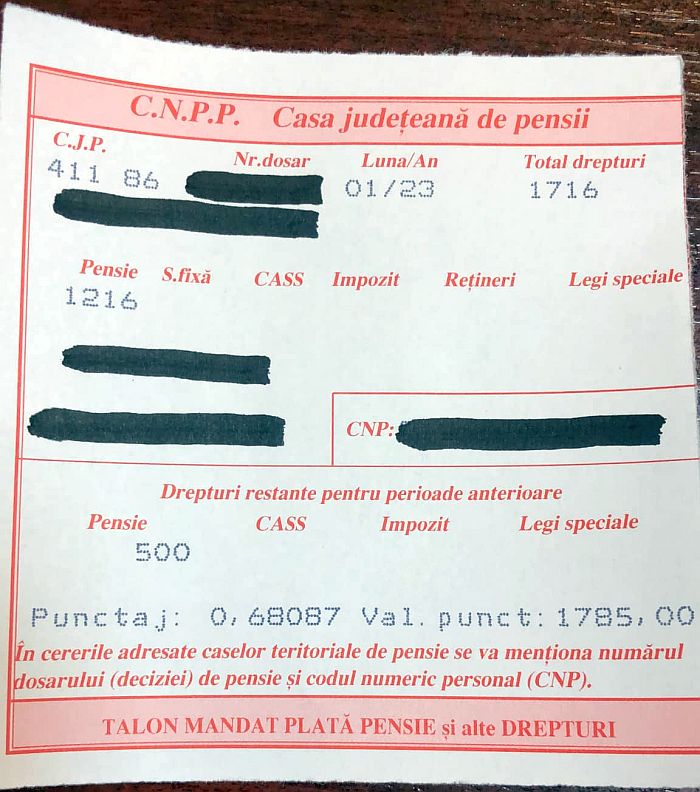 C.N.P.P. Casa județeană de pensii
C.J.P. Nr.dosar Luna/An Total drepturi
411 86 01/23 1716
Pensie S.fixă CASS Impozit Rețineri Legi speciale
1216
CNP:
Drepturi restante pentru perioade anterioare
Pensie CASS Impozit Legi speciale
500
Punctaj: 0,68087 Val. punct: 1785,00
În cererile adresate caselor teritoriale de pensie se va menționa numărul
dosarului (deciziei) de pensie și codul numeric personal (CNP).
TALON MANDAT PLATĂ PENSIE și alte DREPTURI